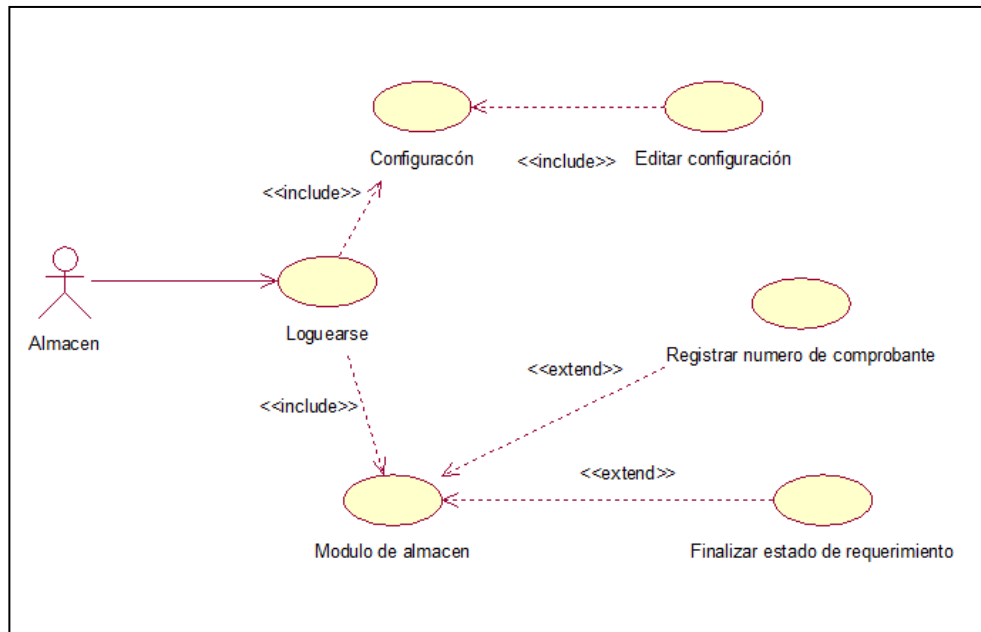 Configuracón
Editar configuración
<<include>>
<<include>>
Almacen
Loguearse
Registrar numero de comprobante
<<extend>>
<<include>>
<<extend>>
Modulo de almacen
Finalizar estado de requerimiento